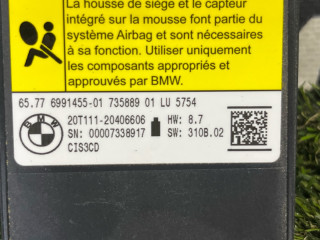 La housse de siège et le capteur
intégré sur la mousse font partie du
système Airbag et sont nécessaires
à sa fonction. Utiliser uniquement
les composants appropriés et
approuvés par BMW.
65.77 6991455-01 735889 01 LU 5754
BMW
20T111-20406606 HW: 8.7
SN: 00007338917 SW: 310B.02
CIS3CD